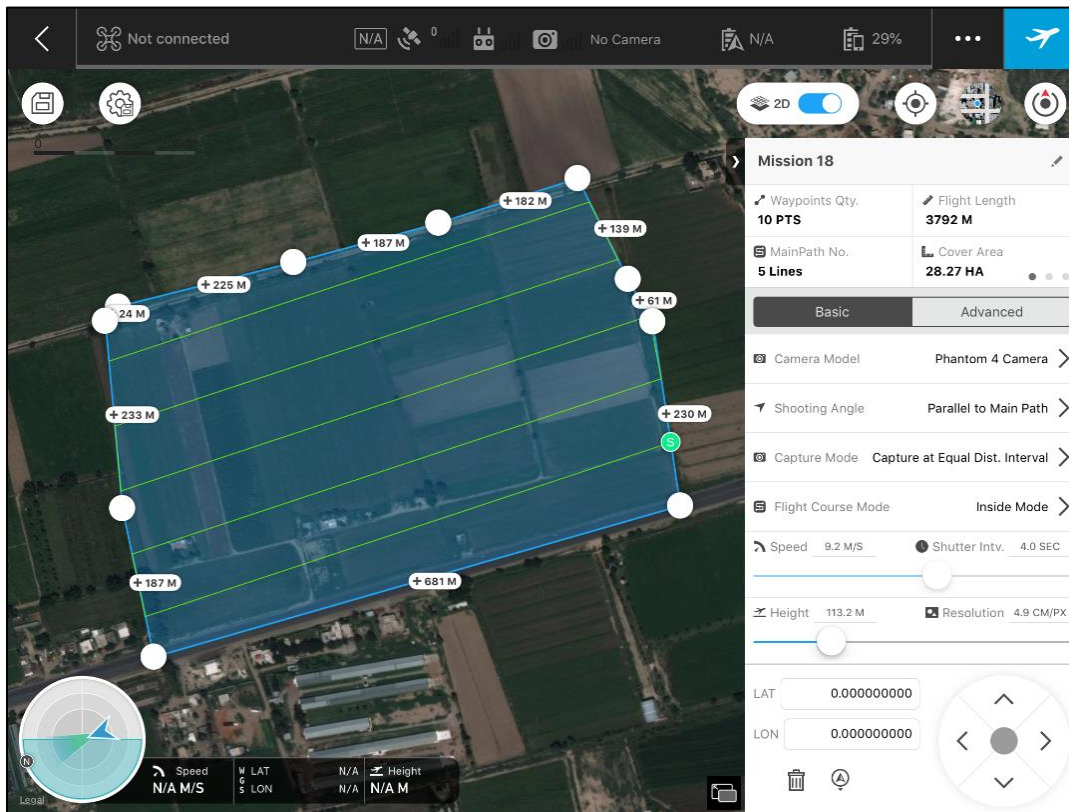 Not connected N/A 0 No Camera N/A 29%
2D
0
Mission 18
Waypoints Qty. Flight Length
10 PTS 3792 M
MainPath No. Cover Area
5 Lines 28.27 HA
Basic Advanced
Camera Model Phantom 4 Camera
Shooting Angle Parallel to Main Path
Capture Mode Capture at Equal Dist. Interval
Flight Course Mode Inside Mode
Speed 9.2 M/S Shutter Intv. 4.0 SEC
Height 113.2 M Resolution 4.9 CM/PX
LAT 0.000000000
LON 0.000000000
+ 182 M
+ 187 M
+ 139 M
+ 225 M
+ 61 M
24 M
+ 233 M
+ 230 M
S
+ 187 M
+ 681 M
N
Legal
Speed WGS LAT N/A Height
N/A M/S LON N/A N/A M